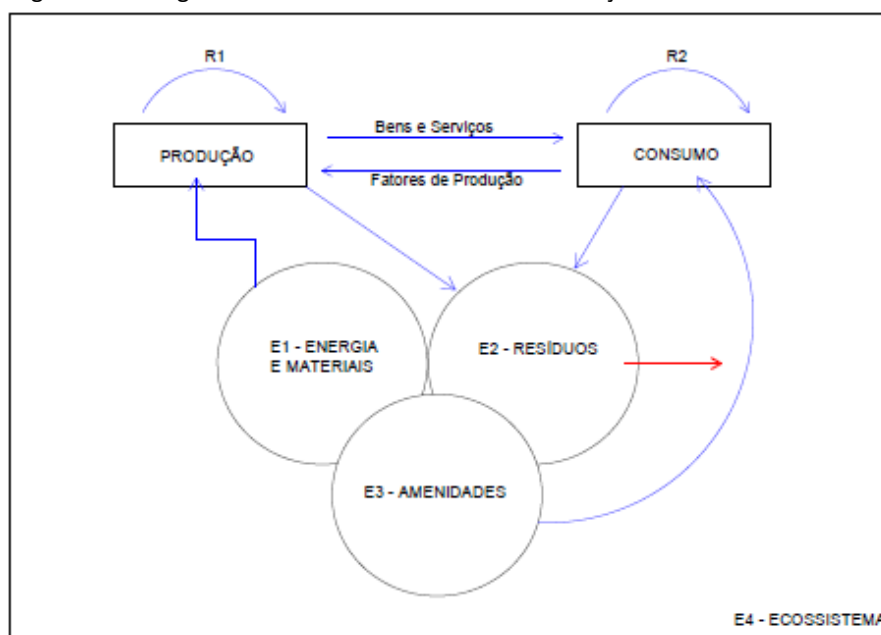 R1
R2
PRODUÇÃO
Bens e Serviços
CONSUMO
Fatores de Produção
E1 - ENERGIA
E MATERIAIS
E2 - RESÍDUOS
E3 - AMENIDADES
E4 - ECOSSISTEMA